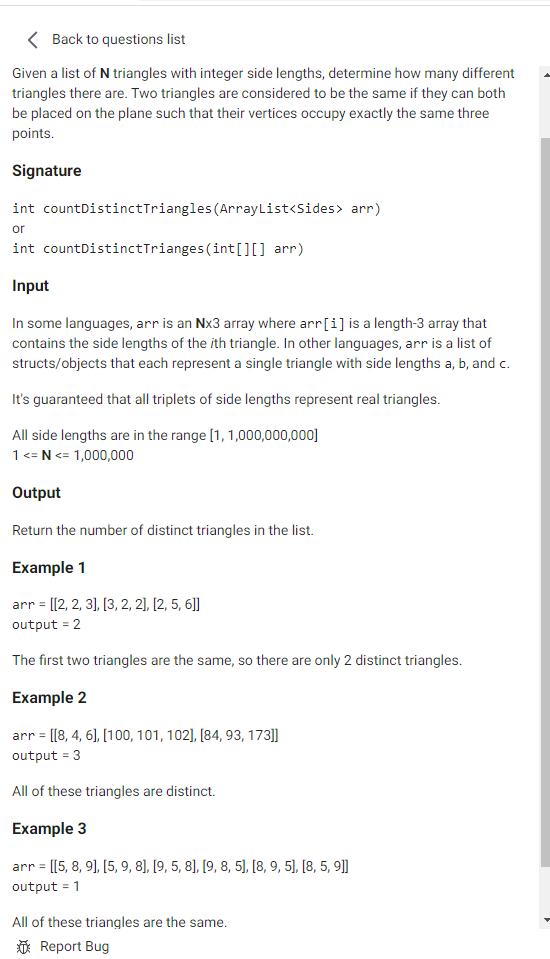 Back to questions list
Given a list of N triangles with integer side lengths, determine how many different
triangles there are. Two triangles are considered to be the same if they can both
be placed on the plane such that their vertices occupy exactly the same three
points.
Signature
int countDistinctTriangles(ArrayList<Sides> arr)
or
int countDistinctTrianges(int[][] arr)
Input
In some languages, arr is an Nx3 array where arr[i] is a length-3 array that
contains the side lengths of the ith triangle. In other languages, arr is a list of
structs/objects that each represent a single triangle with side lengths a, b, and c.
It's guaranteed that all triplets of side lengths represent real triangles.
All side lengths are in the range [1, 1,000,000,000]
1 <= N <= 1,000,000
Output
Return the number of distinct triangles in the list.
Example 1
arr = [[2, 2, 3], [3, 2, 2], [2, 5, 6]]
output = 2
The first two triangles are the same, so there are only 2 distinct triangles.
Example 2
arr = [[8, 4, 6], [100, 101, 102], [84, 93, 173]]
output = 3
All of these triangles are distinct.
Example 3
arr = [[5, 8, 9], [5, 9, 8], [9, 5, 8], [9, 8, 5], [8, 9, 5], [8, 5, 9]]
output = 1
All of these triangles are the same.
Report Bug